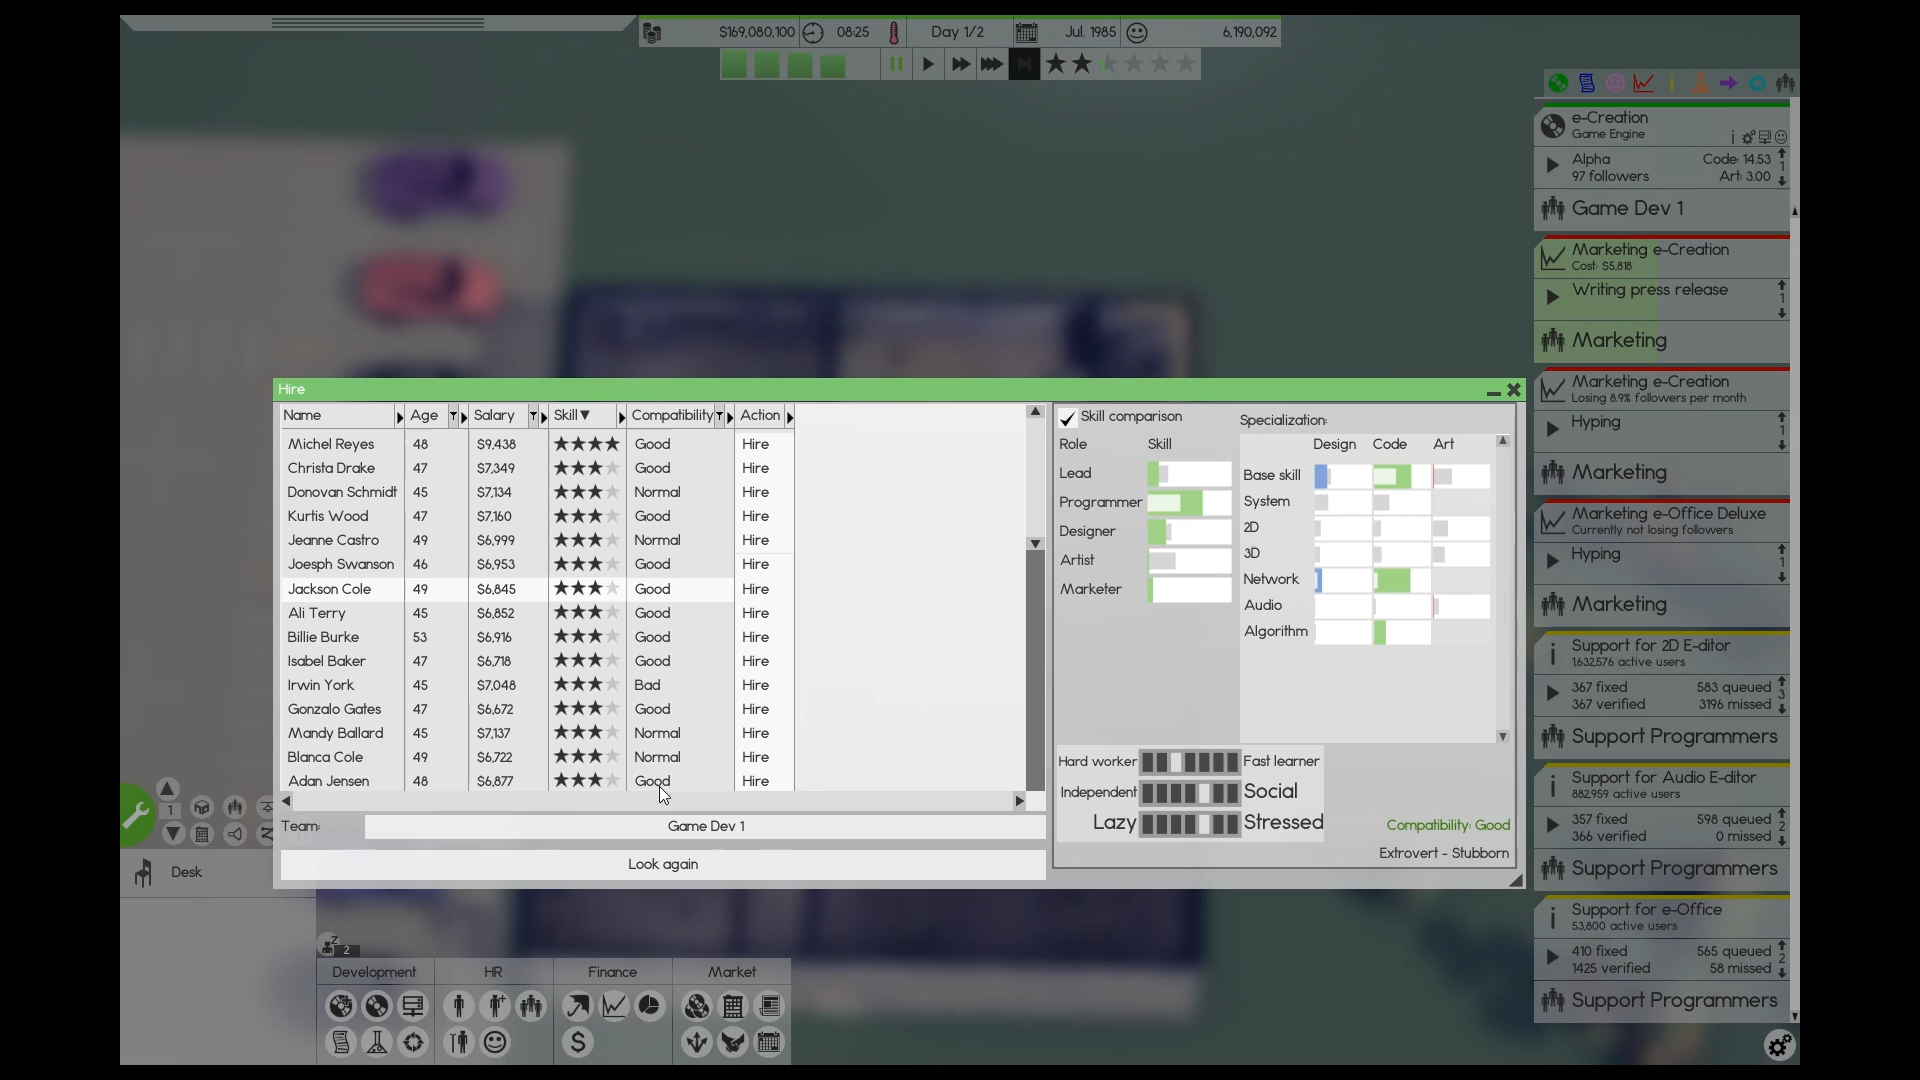 $169,080,100 08:25 Day 1/2 Jul. 1985 6,190,092
e-Creation
Game Engine
Alpha Code: 14.53
97 followers Art: 3.00
1
Game Dev 1
Marketing e-Creation
Cost: $5,818
Writing press release
1
Marketing
Marketing e-Creation
Losing 8.9% followers per month
Hyping
1
Marketing
Marketing e-Office Deluxe
Currently not losing followers
Hyping
1
Marketing
Support for 2D E-ditor
1,632,576 active users
367 fixed 583 queued
3
367 verified 3196 missed
Support Programmers
Support for Audio E-ditor
882,959 active users
357 fixed 598 queued
2
366 verified 0 missed
Support Programmers
Support for e-Office
53,800 active users
410 fixed 565 queued
2
1425 verified 58 missed
Support Programmers
Hire
Name Age Salary Skill Compatibility Action
Michel Reyes 48 $9,438 Good Hire
Christa Drake 47 $7,349 Good Hire
Donovan Schmidt 45 $7,134 Normal Hire
Kurtis Wood 47 $7,160 Good Hire
Jeanne Castro 49 $6,999 Normal Hire
Joesph Swanson 46 $6,953 Good Hire
Jackson Cole 49 $6,845 Good Hire
Ali Terry 45 $6,852 Good Hire
Billie Burke 53 $6,916 Good Hire
Isabel Baker 47 $6,718 Good Hire
Irwin York 45 $7,048 Bad Hire
Gonzalo Gates 47 $6,672 Good Hire
Mandy Ballard 45 $7,137 Normal Hire
Blanca Cole 49 $6,722 Normal Hire
Adan Jensen 48 $6,877 Good Hire
Team: Game Dev 1
Look again
Skill comparison
Role Skill
Lead
Programmer
Designer
Artist
Marketer
Specialization:
Design Code Art
Base skill
System
2D
3D
Network
Audio
Algorithm
Hard worker Fast learner
Independent Social
Lazy Stressed
Compatibility: Good
Extrovert - Stubborn
1
Desk
z
2
Development HR Finance Market